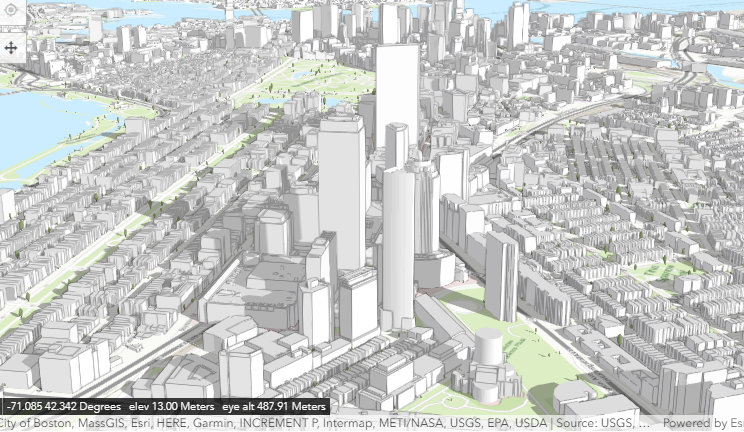 -71.085 42.342 Degrees elev 13.00 Meters eye alt 487.91 Meters
City of Boston, MassGIS, Esri, HERE, Garmin, INCREMENT P, Intermap, METI/NASA, USGS, EPA, USDA | Source: USGS, ... Powered by Es